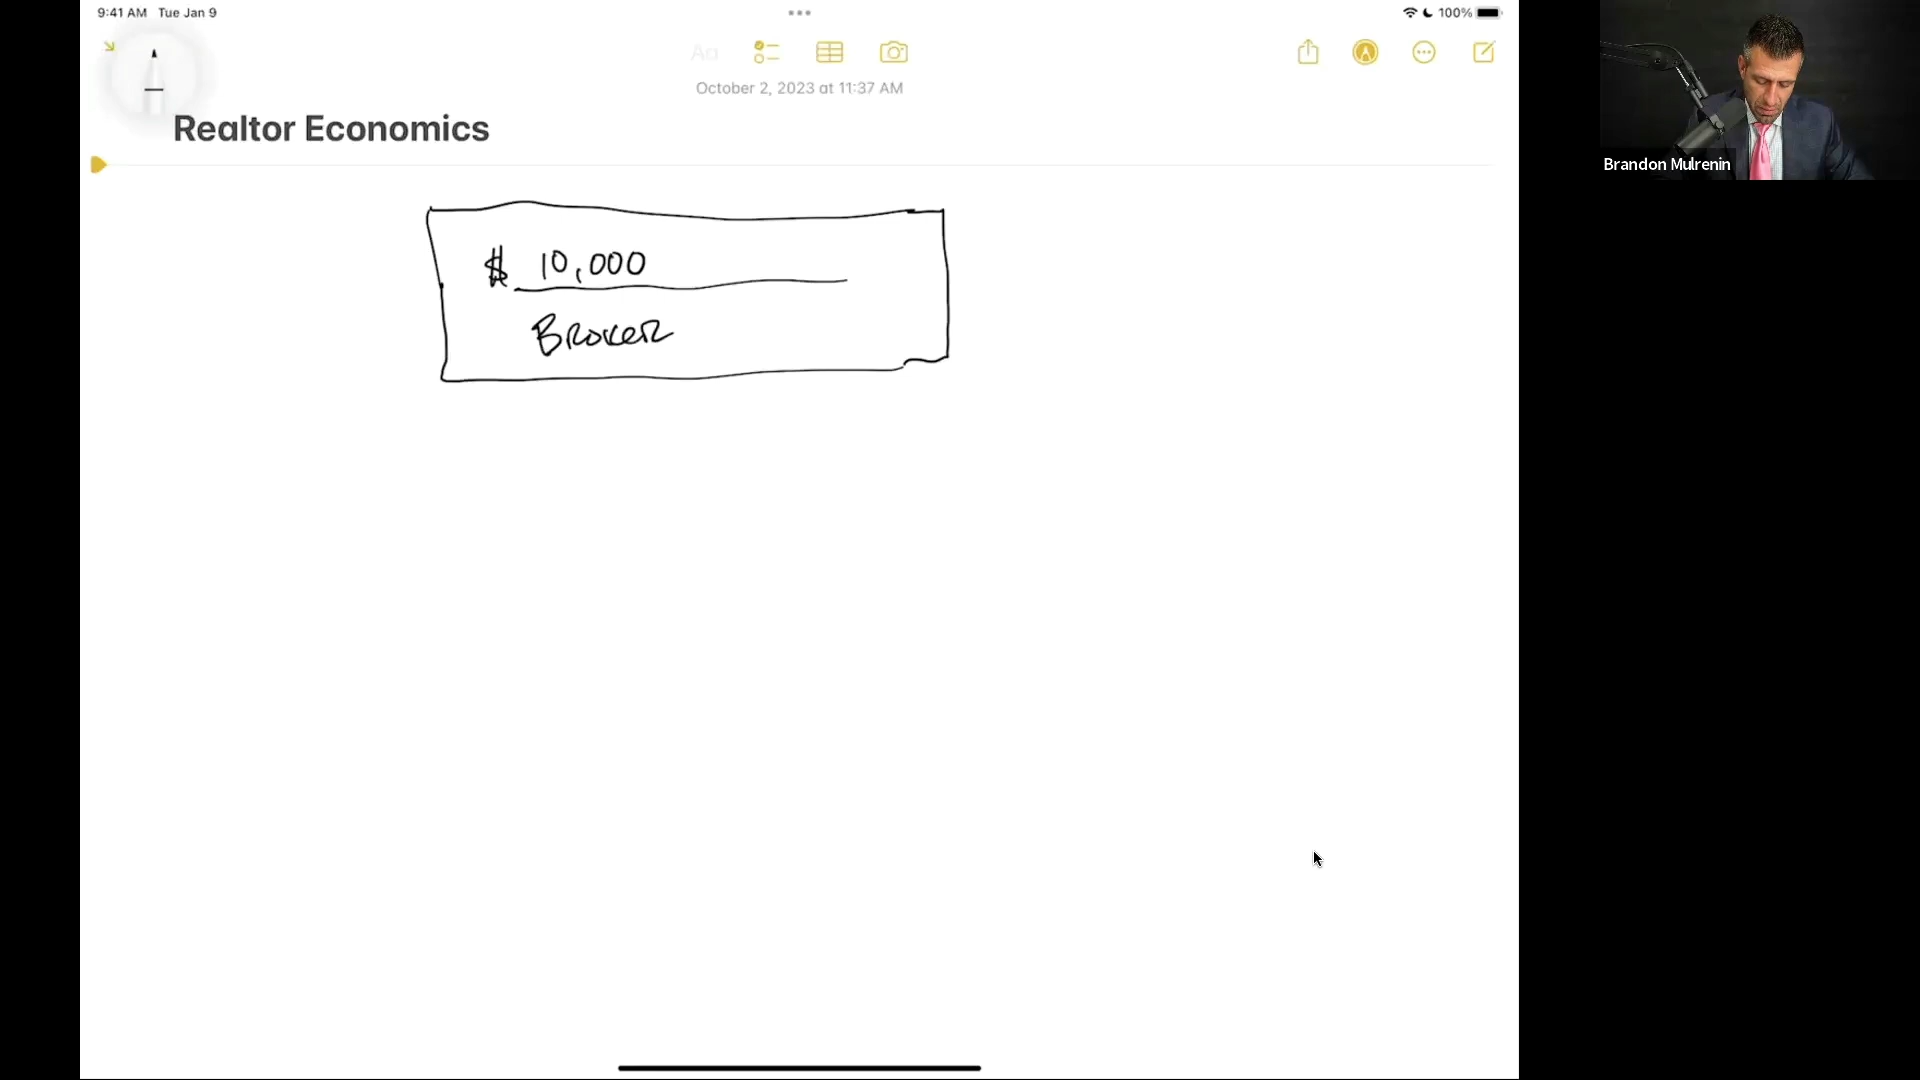 9:41 AM Tue Jan 9
100%
Aa
October 2, 2023 at 11:37 AM
Realtor Economics
$ 10,000
Broker
Brandon Mulrenin